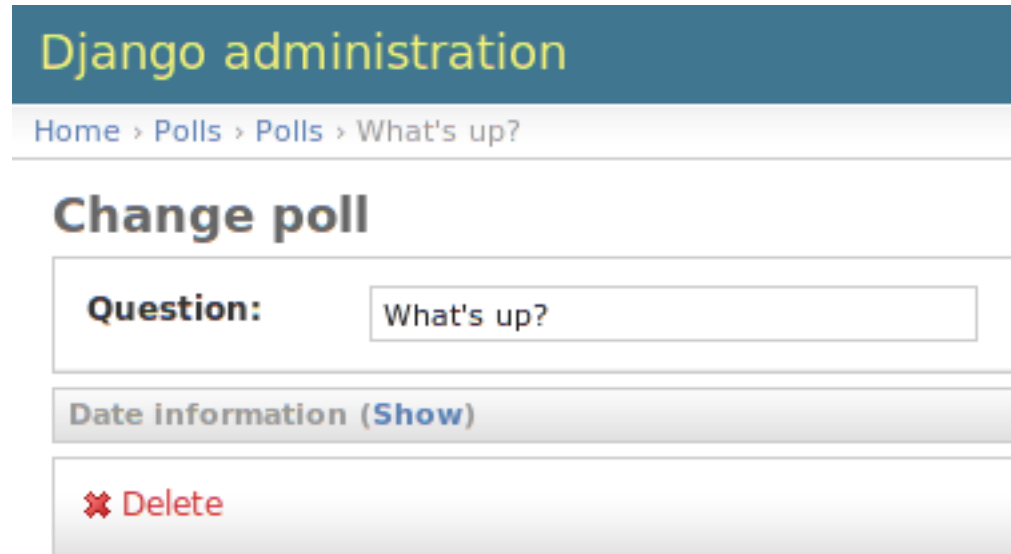 Django administration
Home › Polls › Polls › What's up?
Change poll
Question: What's up?
Date information (Show)
Delete